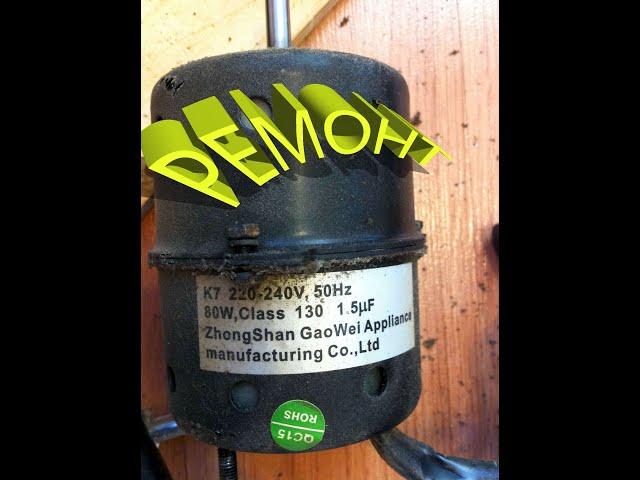 РЕМОНТ
K7 220-240V, 50Hz
80W,Class 130 1.5µF
ZhongShan GaoWei Appliance
manufacturing Co.,Ltd
QC15
ROHS